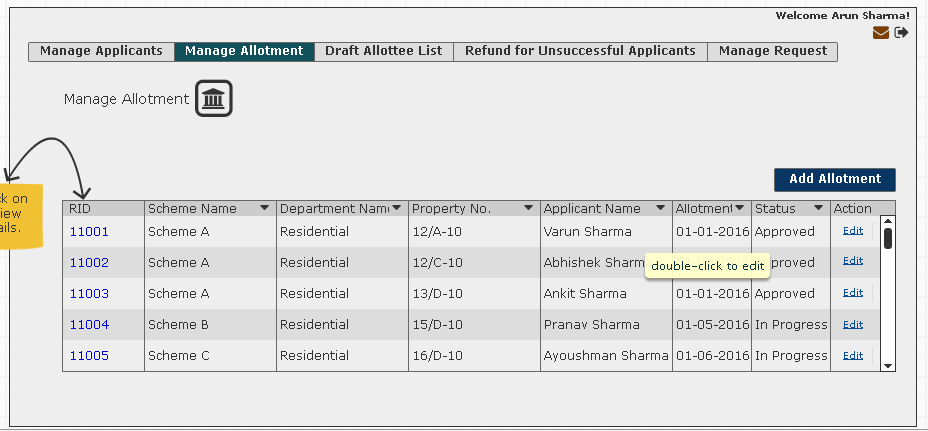 Welcome Arun Sharma!
Manage Applicants Manage Allotment Draft Allottee List Refund for Unsuccessful Applicants Manage Request
Manage Allotment
Add Allotment
ck on
iew
ails.
RID Scheme Name Department Nam Property No. Applicant Name Allotment Status Action
11001 Scheme A Residential 12/A-10 Varun Sharma 01-01-2016 Approved Edit
11002 Scheme A Residential 12/C-10 Abhishek Sharm proved Edit
double-click to edit
11003 Scheme A Residential 13/D-10 Ankit Sharma 01-01-2016 Approved Edit
11004 Scheme B Residential 15/D-10 Pranav Sharma 01-05-2016 In Progress Edit
11005 Scheme C Residential 16/D-10 Ayoushman Sharma 01-06-2016 In Progress Edit